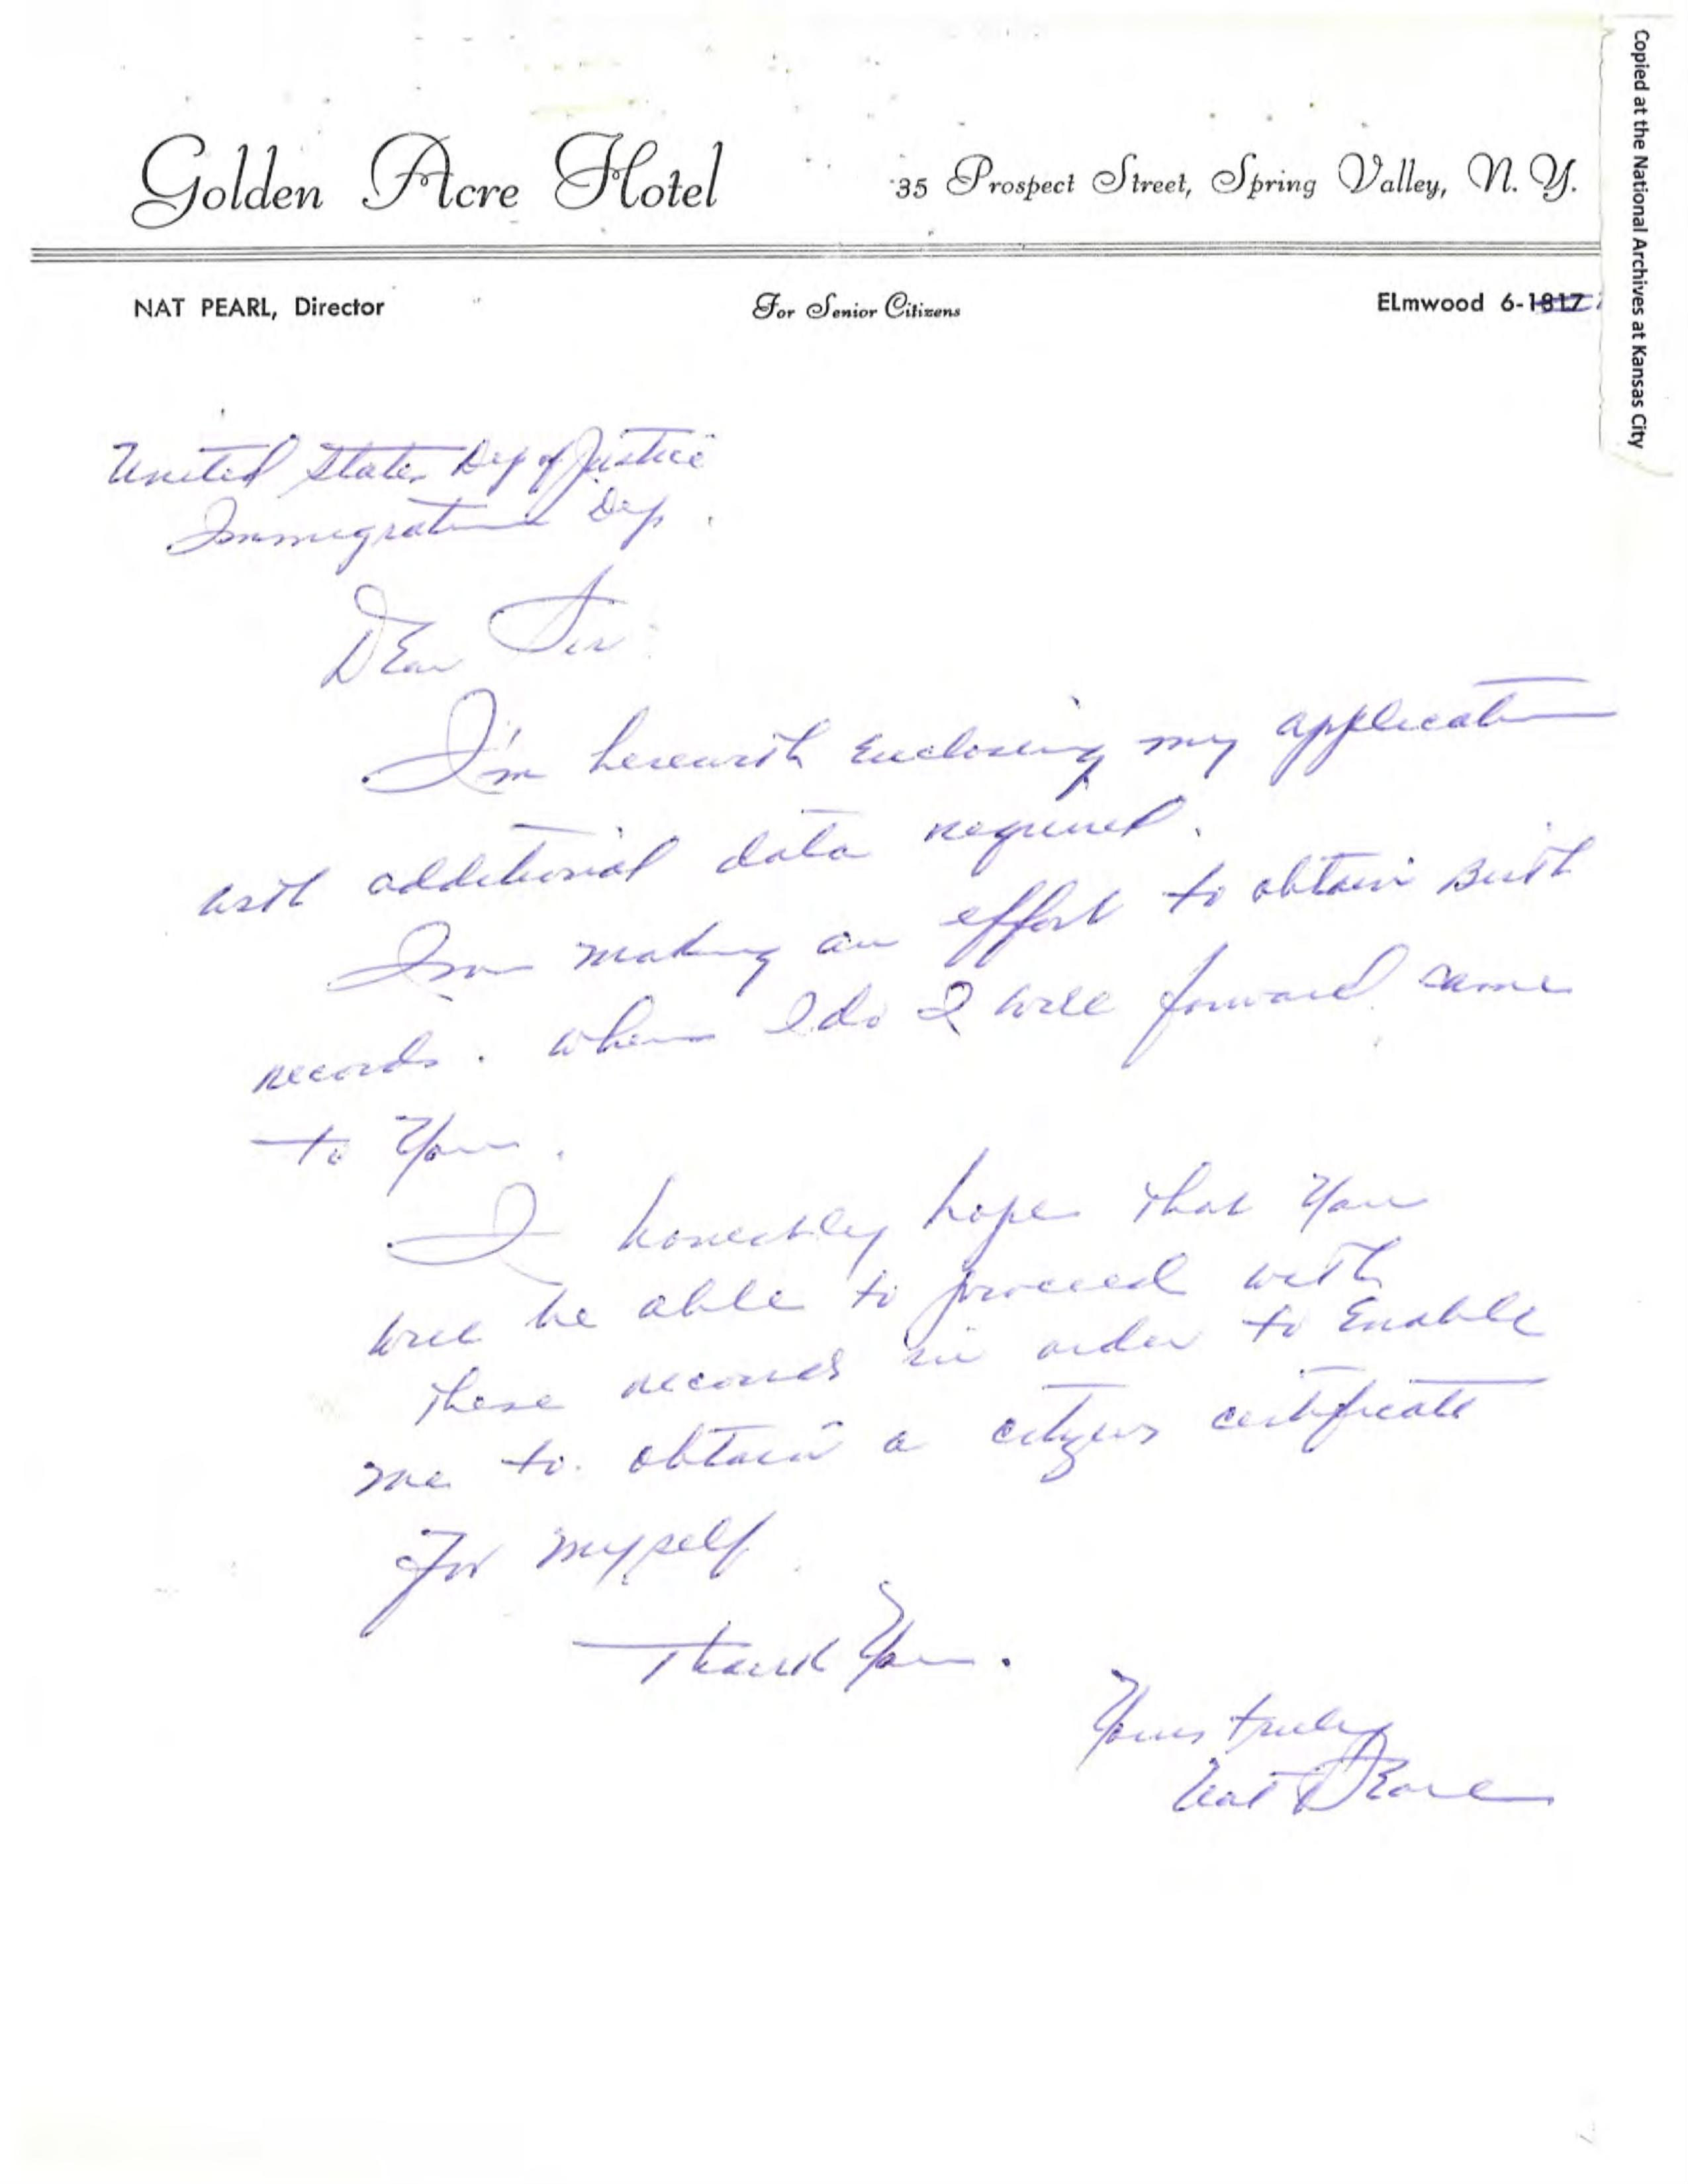 Golden Acre Hotel 35 Prospect Street, Spring Valley, N. Y.
NAT PEARL, Director For Senior Citizens ELmwood 6-1817
Copied at the National Archives at Kansas City
United States Dep of Justice
Immigration Dep.
Dear Sir:
I'm herewith enclosing my application
with additional data required.
I'm making an effort to obtain Birth
records. When I do I will forward same
to You.
I honestly hope that You
will be able to proceed with
these records in order to Enable
me to obtain a citizens certificate
For myself
Thank You.
Yours truly
Nat Pearl